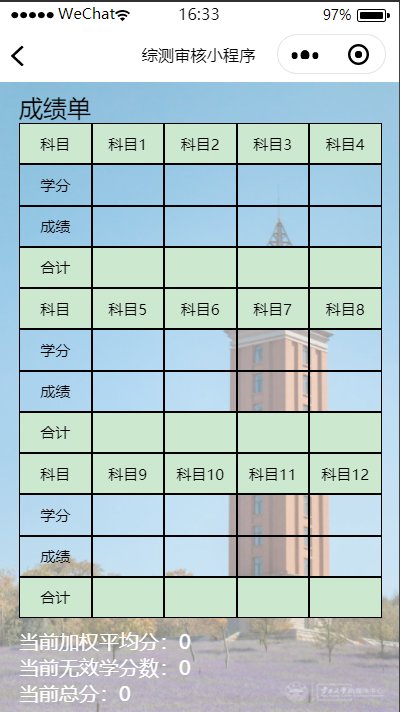 WeChat 16:33 97%
综测审核小程序
成绩单
科目 科目1 科目2 科目3 科目4
学分
成绩
合计
科目 科目5 科目6 科目7 科目8
学分
成绩
合计
科目 科目9 科目10 科目11 科目12
学分
成绩
合计
当前加权平均分：0
当前无效学分数：0
当前总分：0